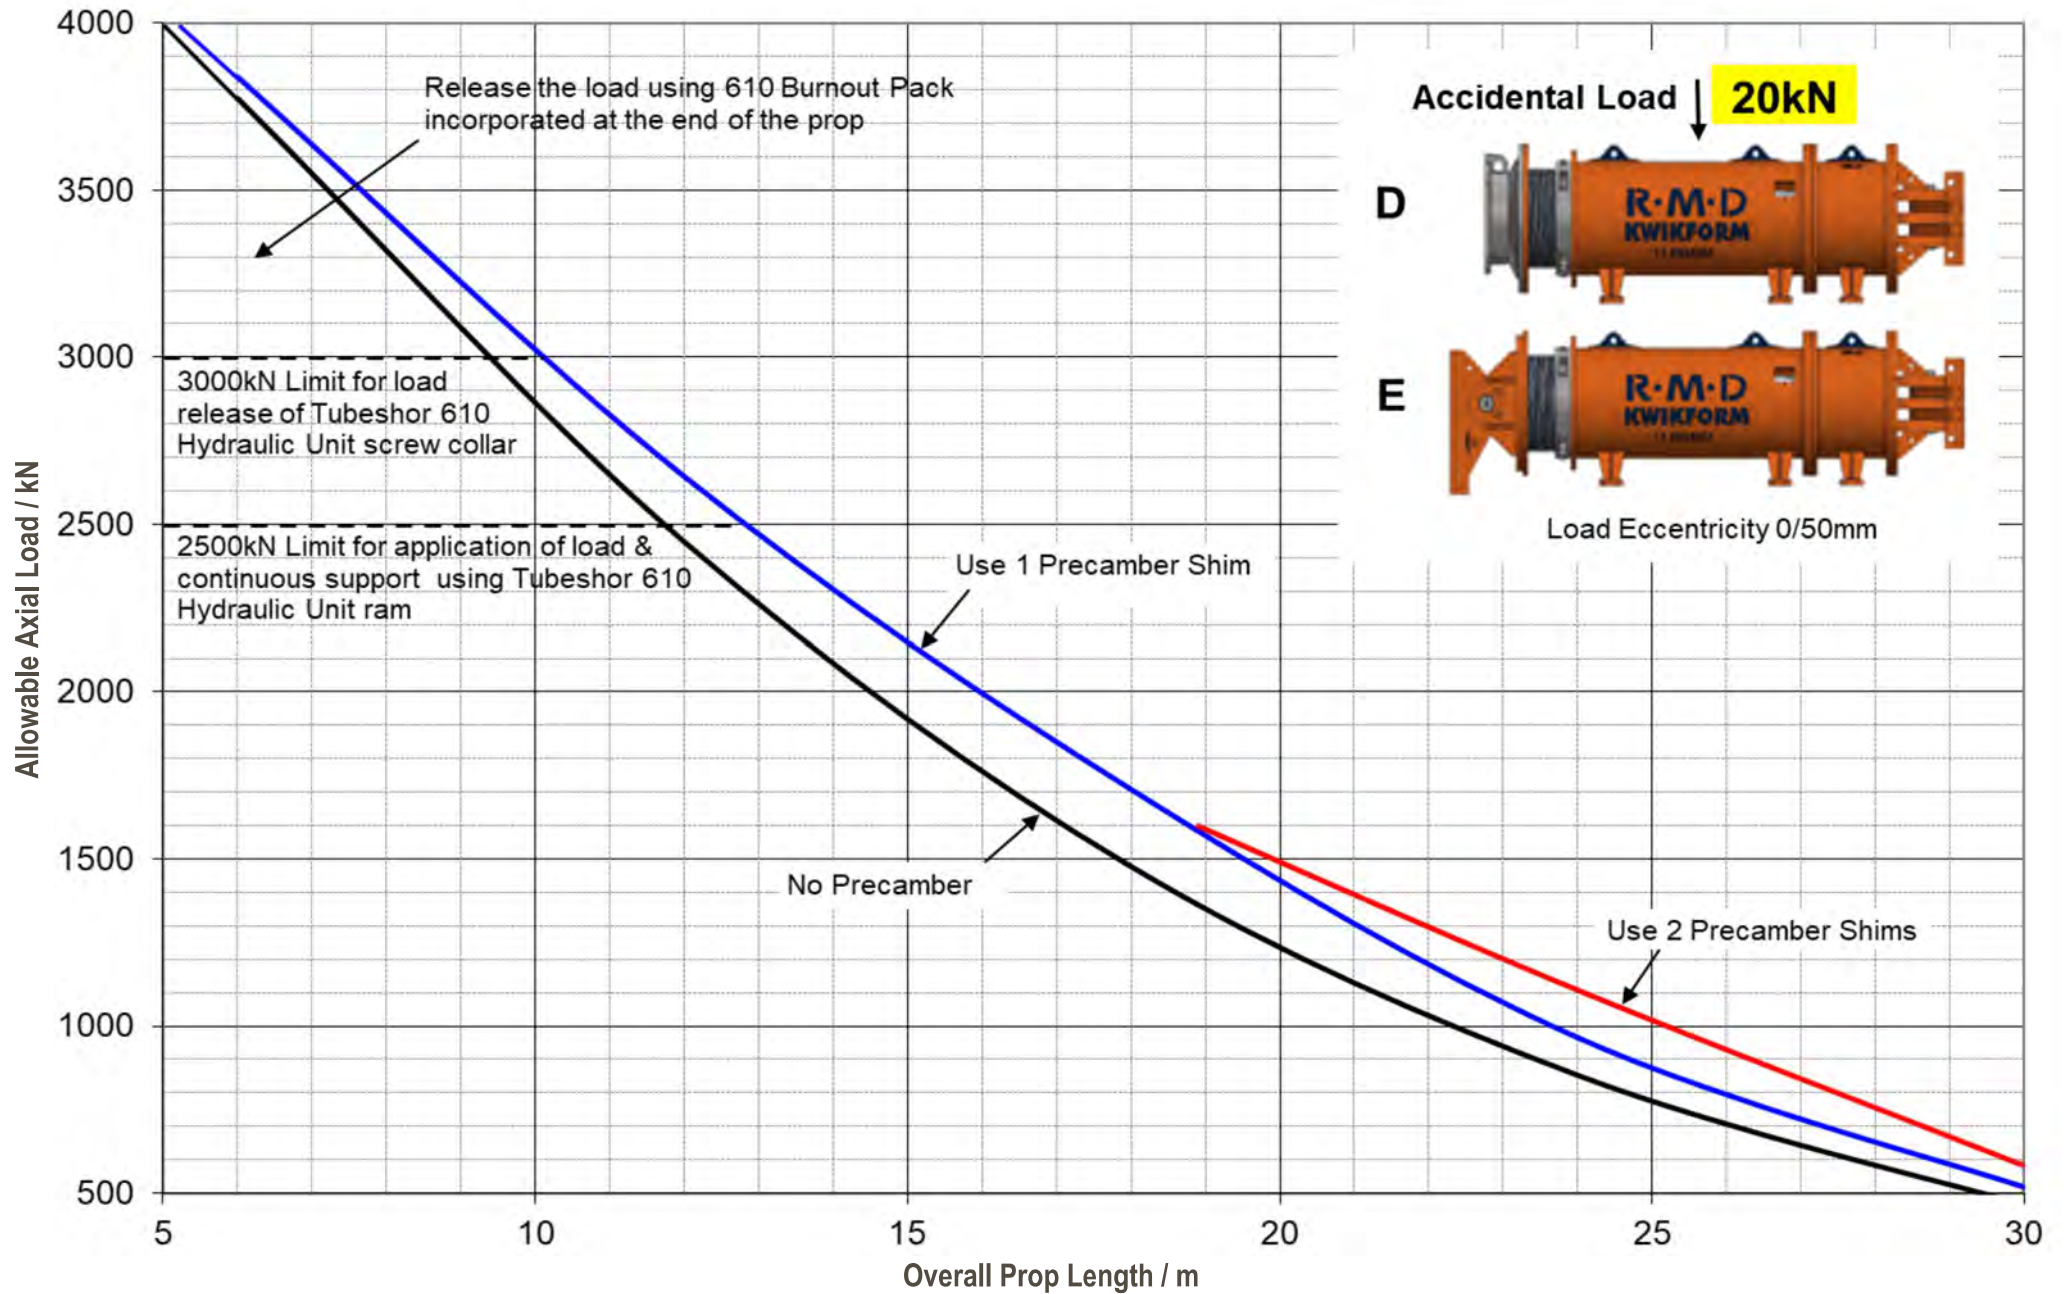 4000
3500
3000
2500
2000
1500
1000
500
Allowable Axial Load / kN
Release the load using 610 Burnout Pack
incorporated at the end of the prop
3000kN Limit for load
release of Tubeshor 610
Hydraulic Unit screw collar
2500kN Limit for application of load &
continuous support using Tubeshor 610
Hydraulic Unit ram
Accidental Load 20kN
D
R·M·D
KWIKFORM
E
R·M·D
KWIKFORM
Load Eccentricity 0/50mm
Use 1 Precamber Shim
No Precamber
Use 2 Precamber Shims
5 10 15 20 25 30
Overall Prop Length / m